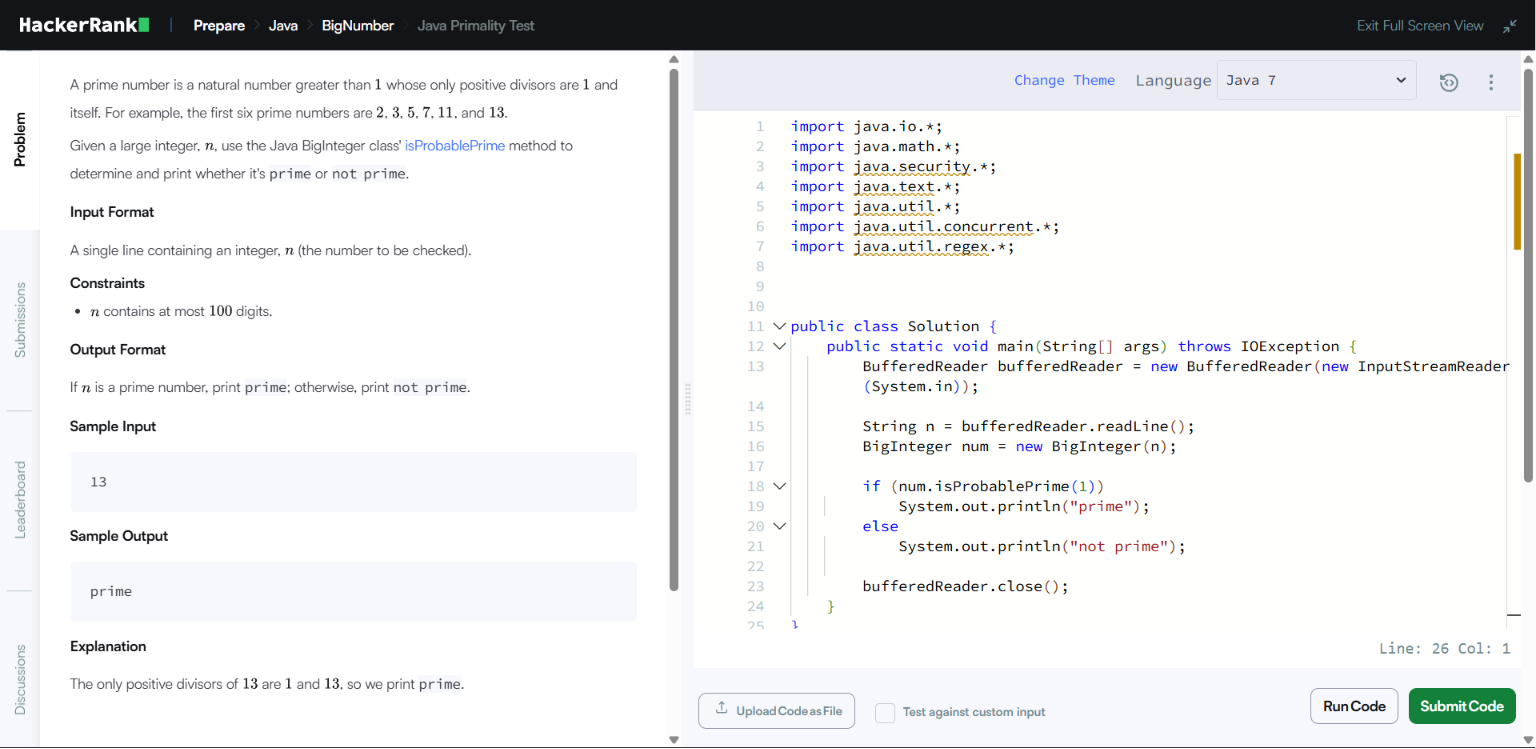 HackerRank | Prepare > Java > BigNumber > Java Primality Test Exit Full Screen View
Problem
Submissions
Leaderboard
Discussions
A prime number is a natural number greater than 1 whose only positive divisors are 1 and
itself. For example, the first six prime numbers are 2, 3, 5, 7, 11, and 13.
Given a large integer, n, use the Java BigInteger class' isProbablePrime method to
determine and print whether it's prime or not prime.
Input Format
A single line containing an integer, n (the number to be checked).
Constraints
• n contains at most 100 digits.
Output Format
If n is a prime number, print prime; otherwise, print not prime.
Sample Input
13
Sample Output
prime
Explanation
The only positive divisors of 13 are 1 and 13, so we print prime.
Change Theme Language Java 7
1 import java.io.*;
2 import java.math.*;
3 import java.security.*;
4 import java.text.*;
5 import java.util.*;
6 import java.util.concurrent.*;
7 import java.util.regex.*;
8
9
10
11 public class Solution {
12 public static void main(String[] args) throws IOException {
13 BufferedReader bufferedReader = new BufferedReader(new InputStreamReader
(System.in));
14
15 String n = bufferedReader.readLine();
16 BigInteger num = new BigInteger(n);
17
18 if (num.isProbablePrime(1))
19 System.out.println("prime");
20 else
21 System.out.println("not prime");
22
23 bufferedReader.close();
24 }
25 }
Line: 26 Col: 1
Upload Code as File Test against custom input Run Code Submit Code